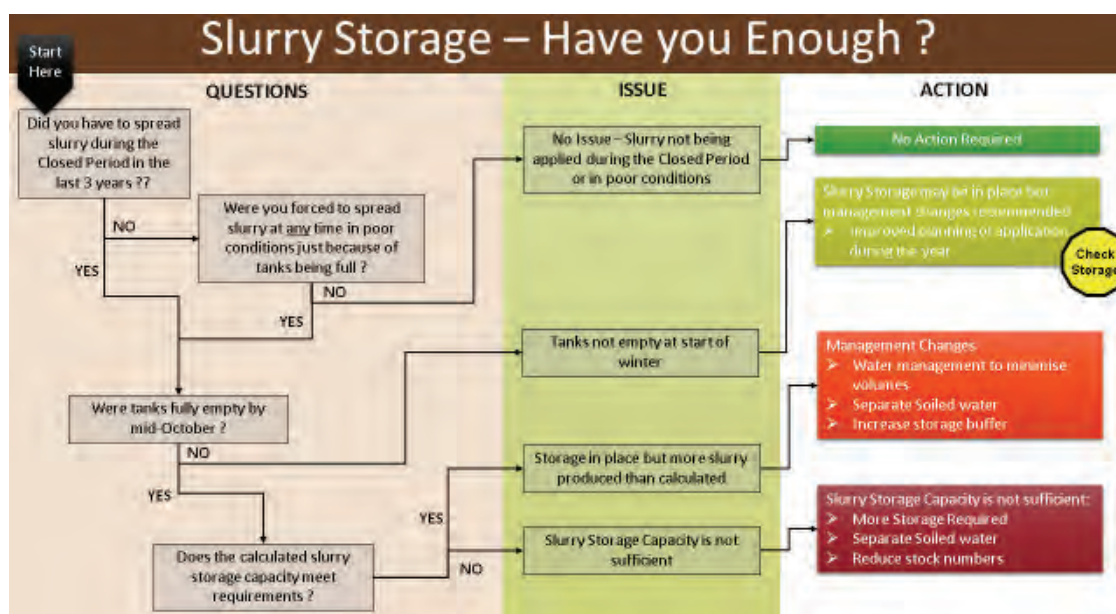 Slurry Storage – Have you Enough ?
Start
Here
QUESTIONS
ISSUE
ACTION
Did you have to spread
slurry during the
Closed Period in the
last 3 years ??
NO
YES
Were you forced to spread
slurry at any time in poor
conditions just because of
tanks being full ?
NO
YES
No Issue – Slurry not being
applied during the Closed Period
or in poor conditions
No Action Required
Slurry Storage may be in place but
management changes recommended
➢ Improved planning of application
during the year
Check
Storage
Tanks not empty at start of
winter
Were tanks fully empty by
mid-October ?
NO
YES
Management Changes
➢ Water management to minimise
volumes
➢ Separate Soiled water
➢ Increase storage buffer
Storage in place but more slurry
produced than calculated
YES
Does the calculated slurry
storage capacity meet
requirements ?
NO
Slurry Storage Capacity is not
sufficient
Slurry Storage Capacity is not sufficient:
➢ More Storage Required
➢ Separate Soiled water
➢ Reduce stock numbers